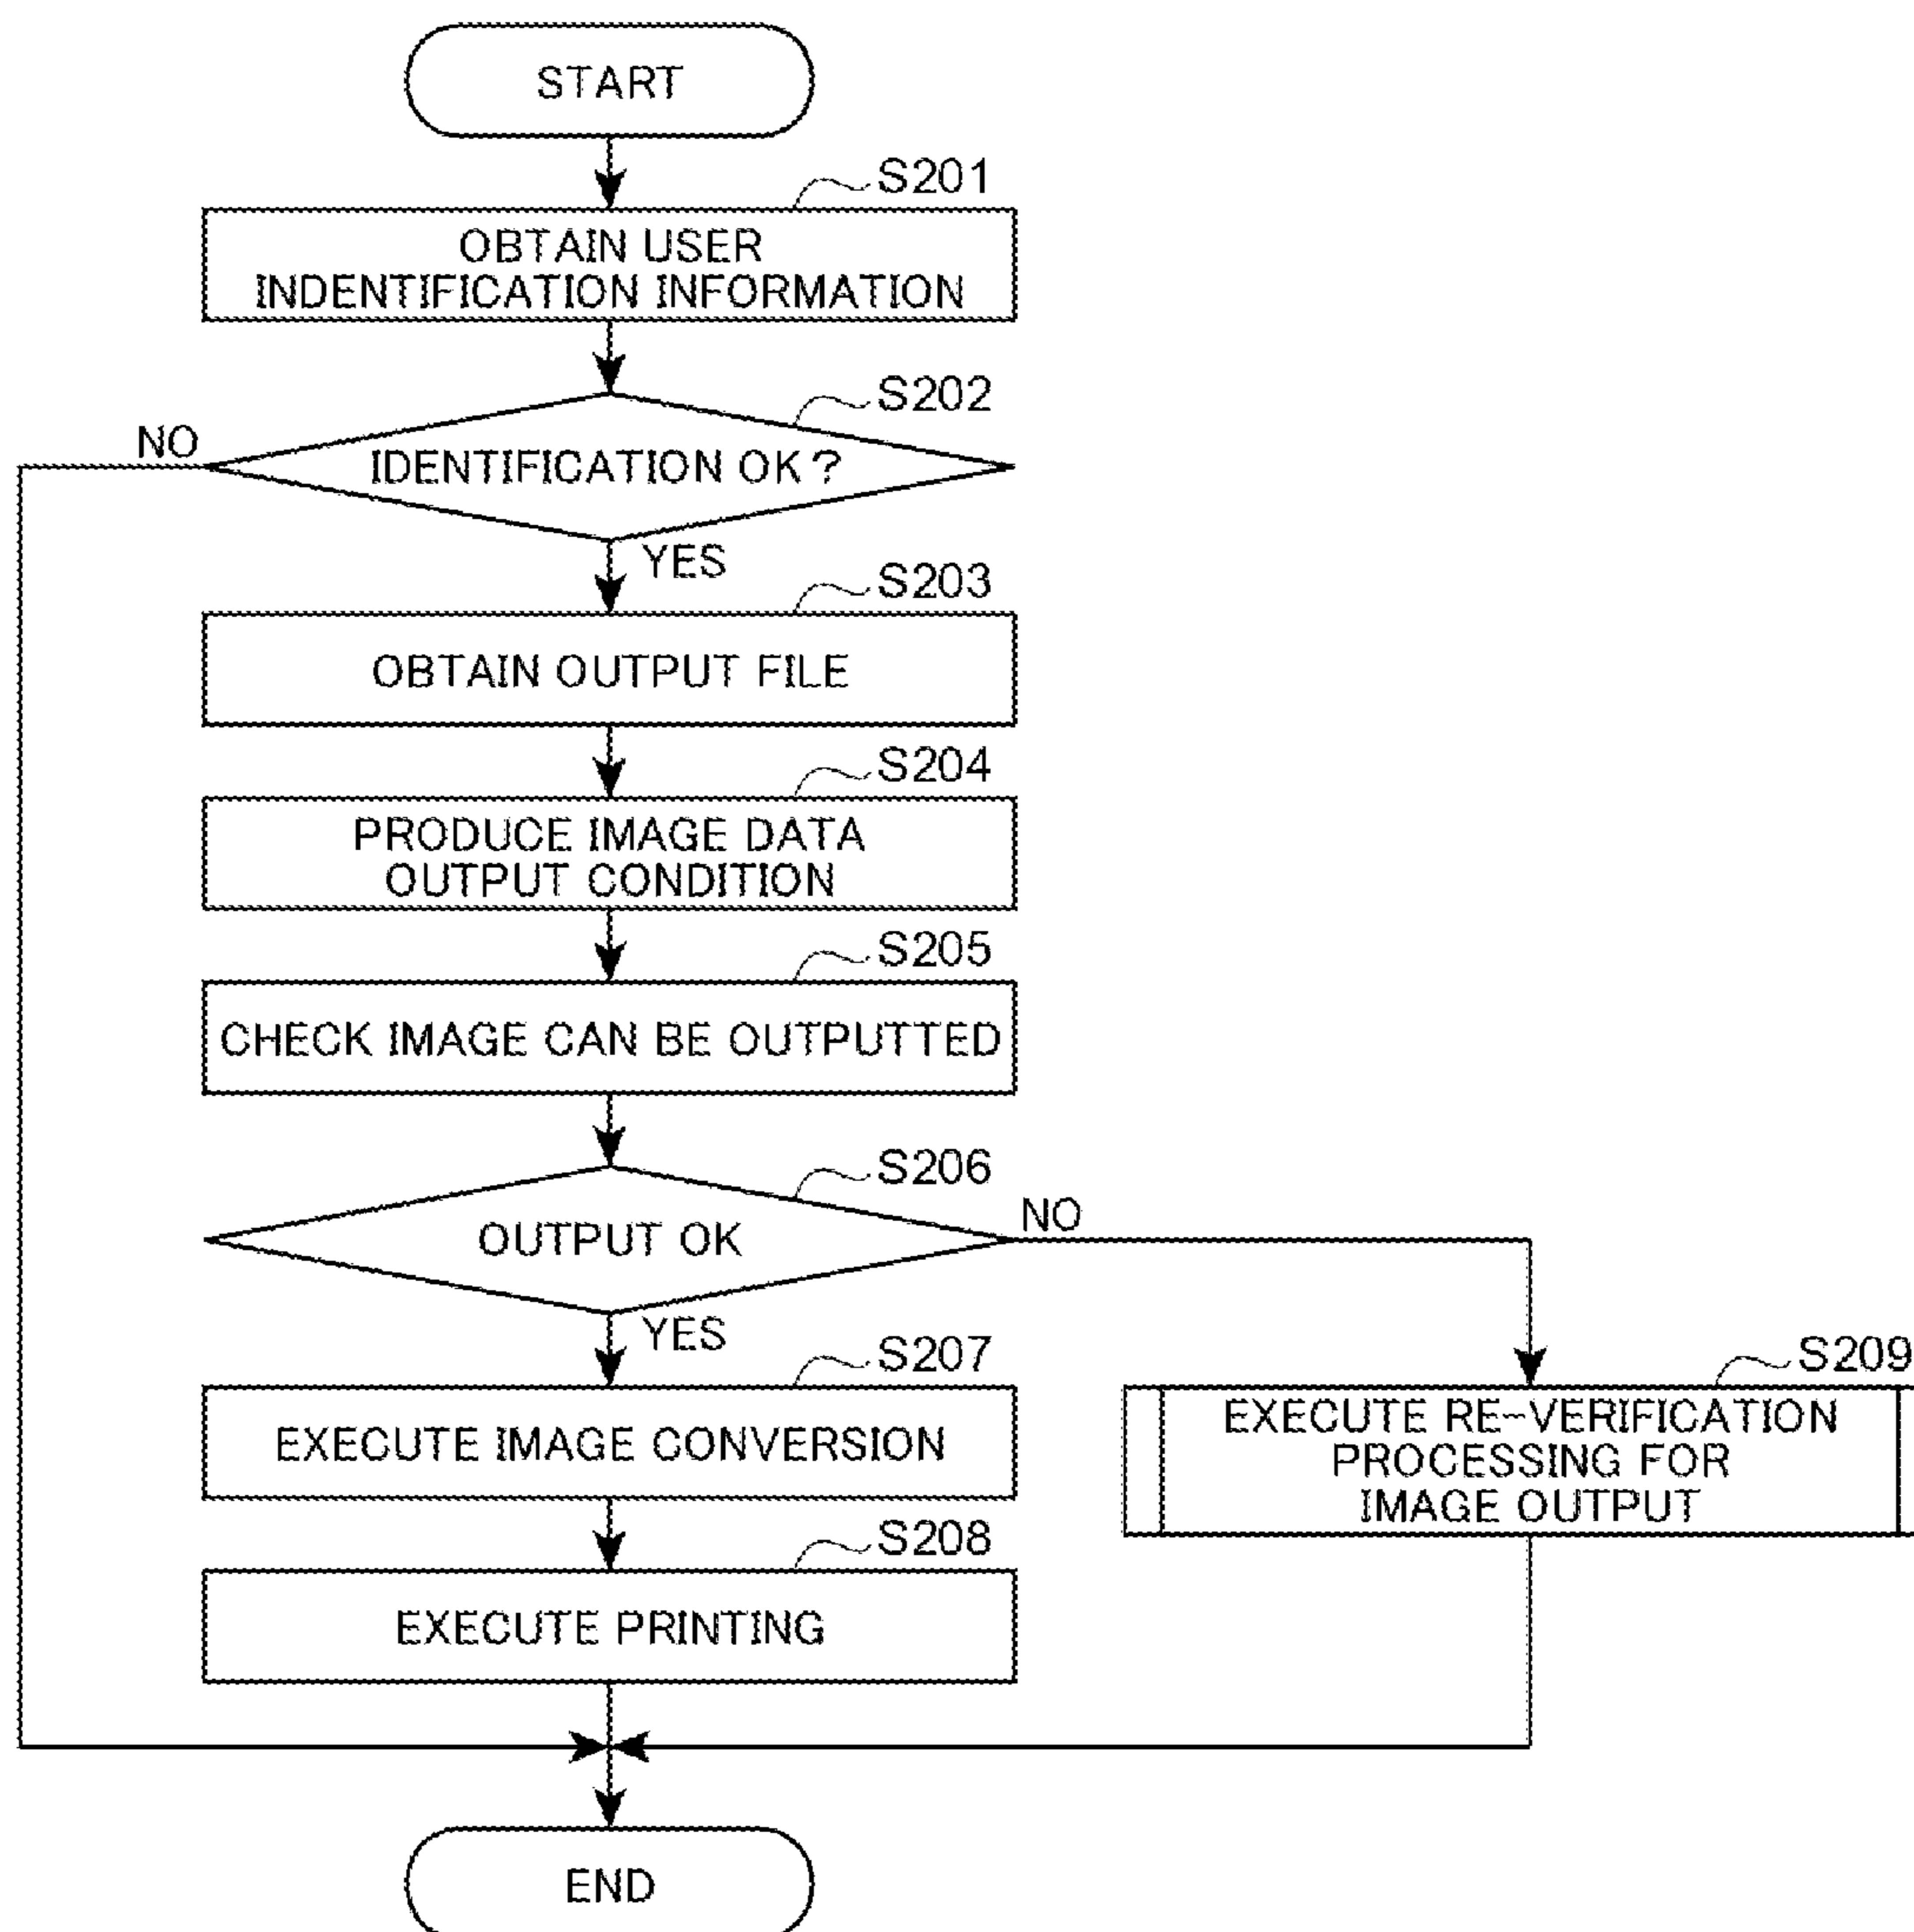 START
S201
OBTAIN USER
INDENTIFICATION INFORMATION
S202
NO
IDENTIFICATION OK?
YES
S203
OBTAIN OUTPUT FILE
S204
PRODUCE IMAGE DATA
OUTPUT CONDITION
S205
CHECK IMAGE CAN BE OUTPUTTED
S206
NO
OUTPUT OK
YES
S207
EXECUTE IMAGE CONVERSION
S209
EXECUTE RE-VERIFICATION
PROCESSING FOR
IMAGE OUTPUT
S208
EXECUTE PRINTING
END